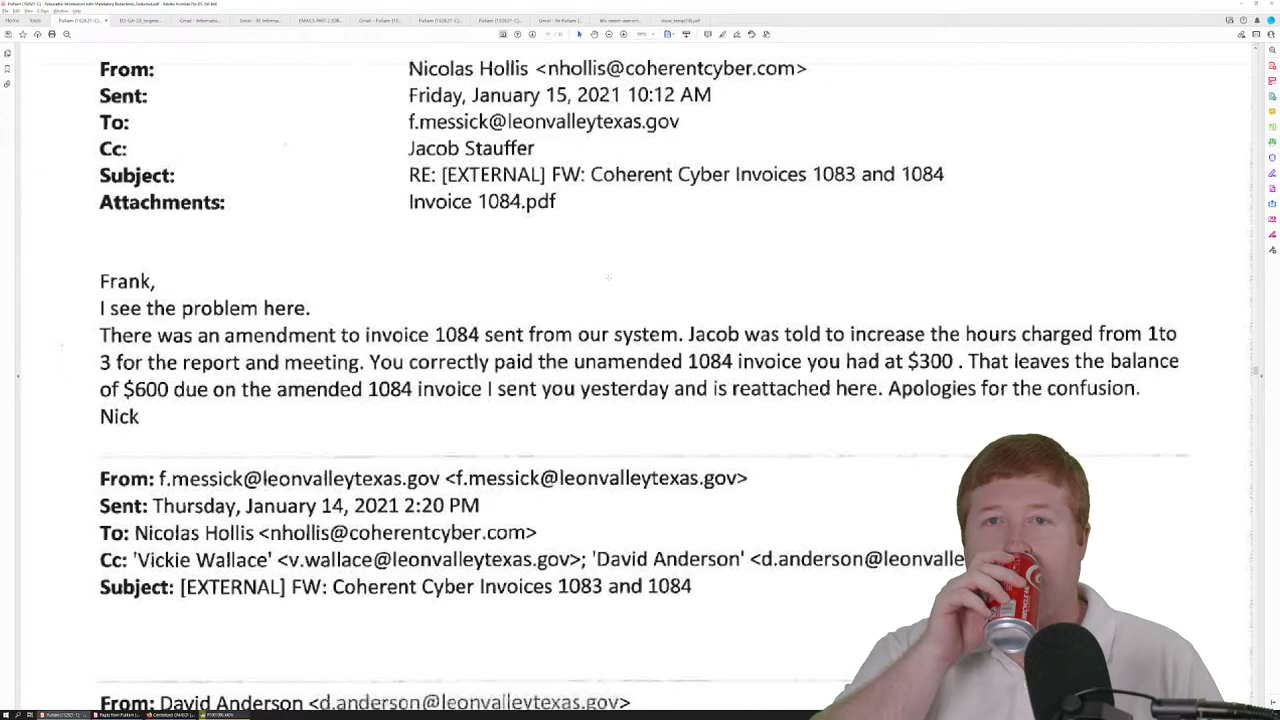 Pulliam (102621-C)...
Home Tools
From: Nicolas Hollis <nhollis@coherentcyber.com>
Sent: Friday, January 15, 2021 10:12 AM
To: f.messick@leonvalleytexas.gov
Cc: Jacob Stauffer
Subject: RE: [EXTERNAL] FW: Coherent Cyber Invoices 1083 and 1084
Attachments: Invoice 1084.pdf
Frank,
I see the problem here.
There was an amendment to invoice 1084 sent from our system. Jacob was told to increase the hours charged from 1to
3 for the report and meeting. You correctly paid the unamended 1084 invoice you had at $300 . That leaves the balance
of $600 due on the amended 1084 invoice I sent you yesterday and is reattached here. Apologies for the confusion.
Nick
From: f.messick@leonvalleytexas.gov <f.messick@leonvalleytexas.gov>
Sent: Thursday, January 14, 2021 2:20 PM
To: Nicolas Hollis <nhollis@coherentcyber.com>
Cc: 'Vickie Wallace' <v.wallace@leonvalleytexas.gov>; 'David Anderson' <d.anderson@leonvalle
Subject: [EXTERNAL] FW: Coherent Cyber Invoices 1083 and 1084
From: David Anderson <d.anderson@leonvalleytexas.gov>